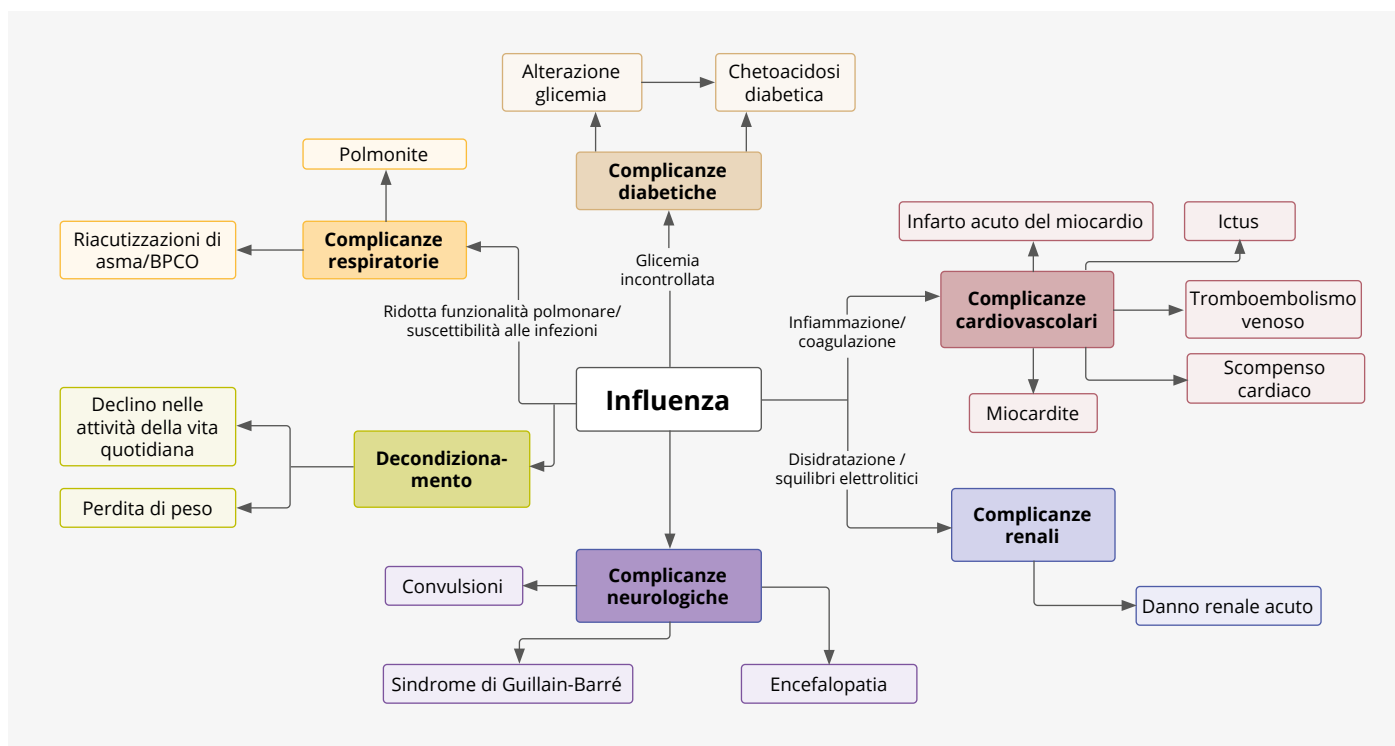 Alterazione
glicemia
Chetoacidosi
diabetica
Polmonite
Complicanze
diabetiche
Riacutizzazioni di
asma/BPCO
Complicanze
respiratorie
Glicemia
incontrollata
Ridotta funzionalità polmonare/
suscettibilità alle infezioni
Infarto acuto del miocardio
Ictus
Complicanze
cardiovascolari
Tromboembolismo
venoso
Infiammazione/
coagulazione
Scompenso
cardiaco
Miocardite
Influenza
Declino nelle
attività della vita
quotidiana
Decondiziona-
mento
Perdita di peso
Disidratazione /
squilibri elettrolitici
Complicanze
renali
Danno renale acuto
Convulsioni
Complicanze
neurologiche
Sindrome di Guillain-Barré
Encefalopatia